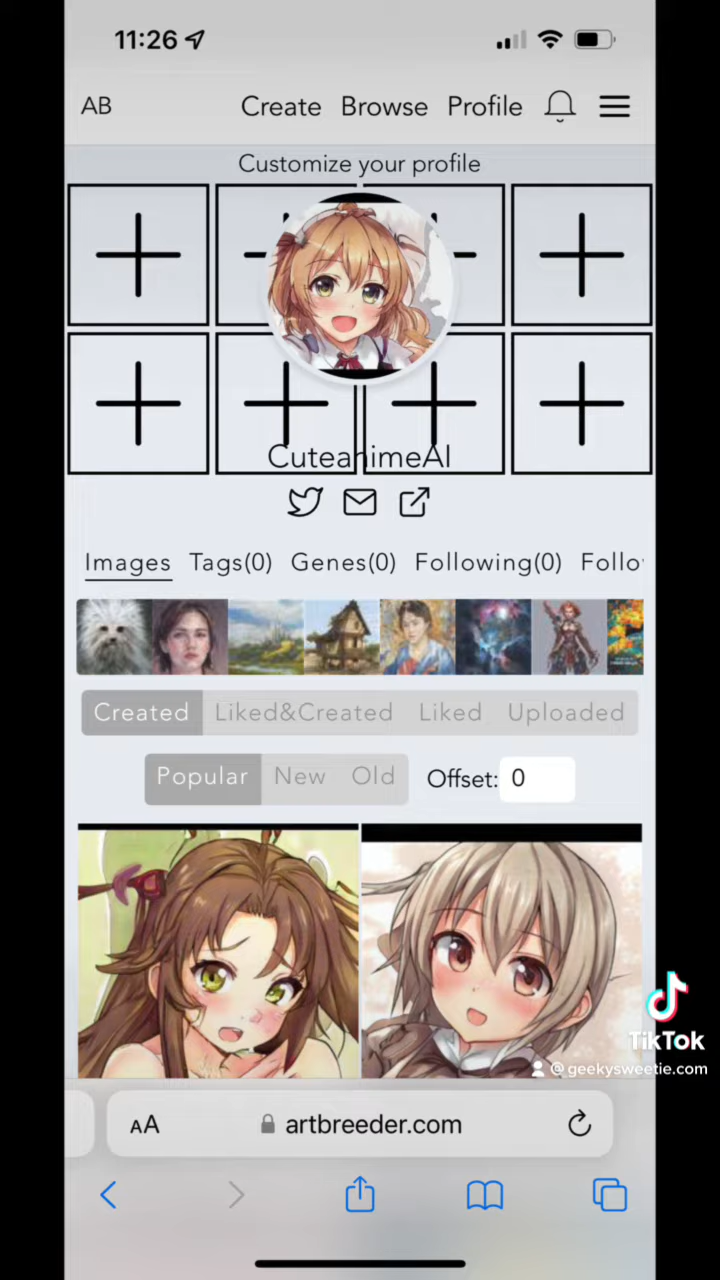 11:26
AB Create Browse Profile
Customize your profile
CuteanimeAI
Images Tags(0) Genes(0) Following(0) Follo
Created Liked&Created Liked Uploaded
Popular New Old Offset: 0
TikTok
@geekysweetie.com
AA artbreeder.com